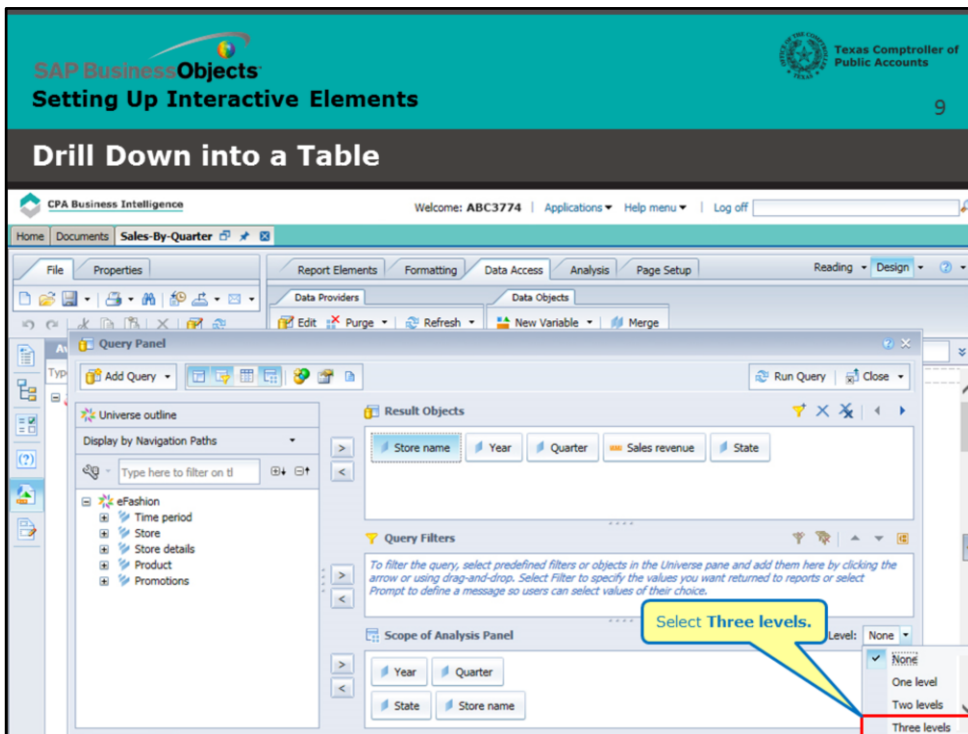 SAP BusinessObjects
Setting Up Interactive Elements
Texas Comptroller of
Public Accounts
9
Drill Down into a Table
CPA Business Intelligence
Welcome: ABC3774 | Applications Help menu | Log off
Home Documents Sales-By-Quarter
File Properties
Report Elements Formatting Data Access Analysis Page Setup
Reading Design
Data Providers Data Objects
Edit Purge Refresh New Variable Merge
Query Panel
Add Query
Run Query Close
Universe outline
Display by Navigation Paths
Type here to filter on tl
eFashion
Time period
Store
Store details
Product
Promotions
Result Objects
Store name Year Quarter Sales revenue State
Query Filters
To filter the query, select predefined filters or objects in the Universe pane and add them here by clicking the
arrow or using drag-and-drop. Select Filter to specify the values you want returned to reports or select
Prompt to define a message so users can select values of their choice.
Select Three levels.
Scope of Analysis Panel
Level: None
Year Quarter
State Store name
None
One level
Two levels
Three levels